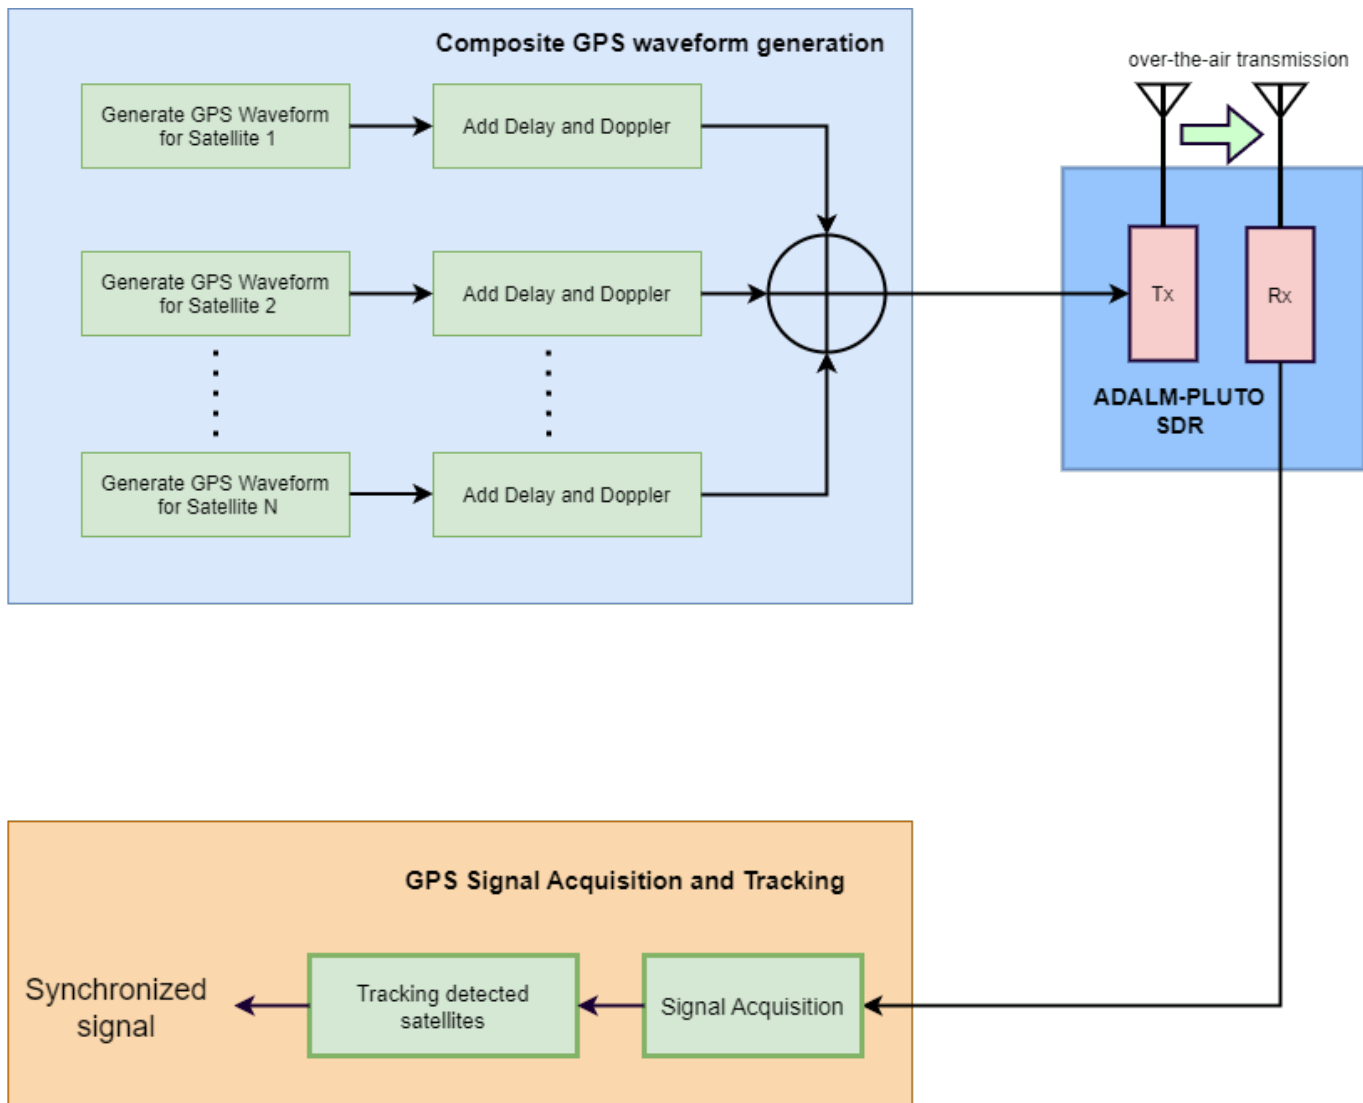 Composite GPS waveform generation
over-the-air transmission
Generate GPS Waveform
for Satellite 1
Add Delay and Doppler
Generate GPS Waveform
for Satellite 2
Add Delay and Doppler
Tx
Rx
ADALM-PLUTO
SDR
Generate GPS Waveform
for Satellite N
Add Delay and Doppler
GPS Signal Acquisition and Tracking
Synchronized
signal
Tracking detected
satellites
Signal Acquisition